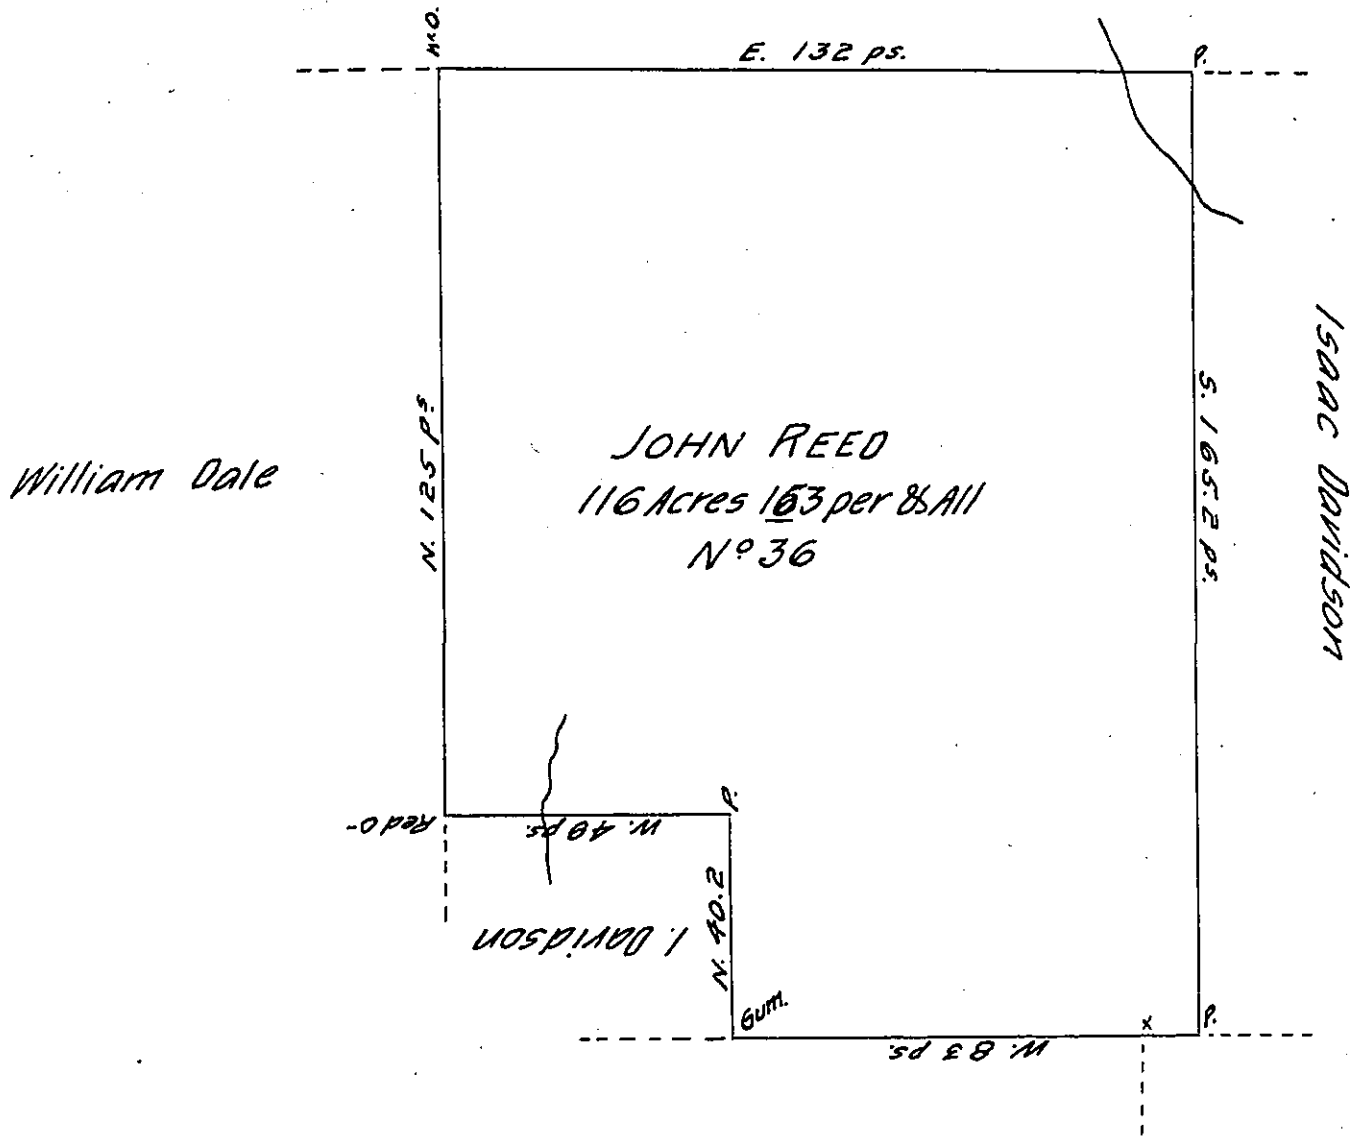 W.O.
E. 132 ps.
P.
Isaac Davidson
S. 165.2 ps.
N. 125 Ps
William Dale
JOHN REED
116 Acres 163 per & All
Nº 36
P.
Red O-
W. 49 ps.
N. 40.2
I. Davidson
Gum.
W. 83 ps.
x
P.